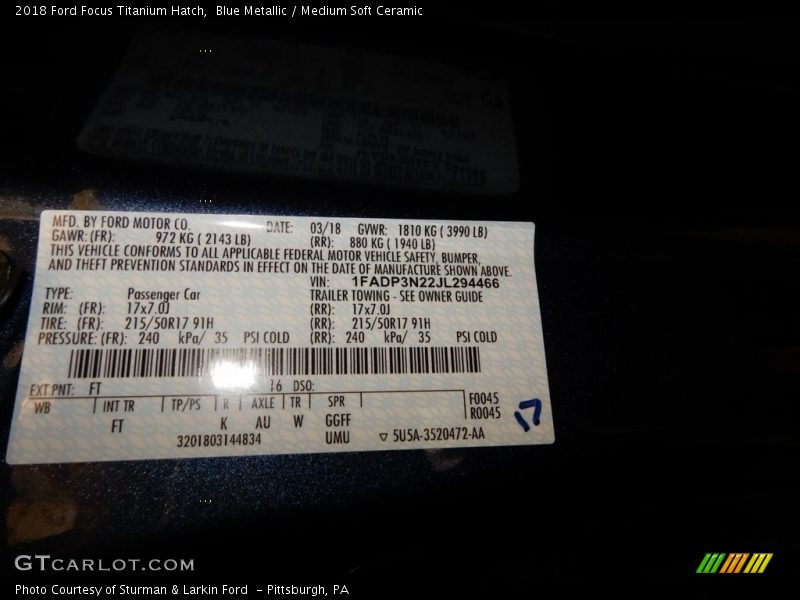 2018 Ford Focus Titanium Hatch, Blue Metallic / Medium Soft Ceramic
MFD. BY FORD MOTOR CO. DATE: 03/18 GVWR: 1810 KG ( 3990 LB)
GAWR: (FR): 972 KG ( 2143 LB) (RR): 880 KG ( 1940 LB)
THIS VEHICLE CONFORMS TO ALL APPLICABLE FEDERAL MOTOR VEHICLE SAFETY, BUMPER,
AND THEFT PREVENTION STANDARDS IN EFFECT ON THE DATE OF MANUFACTURE SHOWN ABOVE.
VIN: 1FADP3N22JL294466
TYPE: Passenger Car TRAILER TOWING - SEE OWNER GUIDE
RIM: (FR): 17x7.0J (RR): 17x7.0J
TIRE: (FR): 215/50R17 91H (RR): 215/50R17 91H
PRESSURE: (FR): 240 kPa/ 35 PSI COLD (RR): 240 kPa/ 35 PSI COLD
EXT PNT: FT 16 DSO:
WB INT TR TP/PS R AXLE TR SPR F0045
R0045
FT K AU W GGFF
3201803144834 UMU 5U5A-3520472-AA
17
GTCARLOT.COM
Photo Courtesy of Sturman & Larkin Ford - Pittsburgh, PA